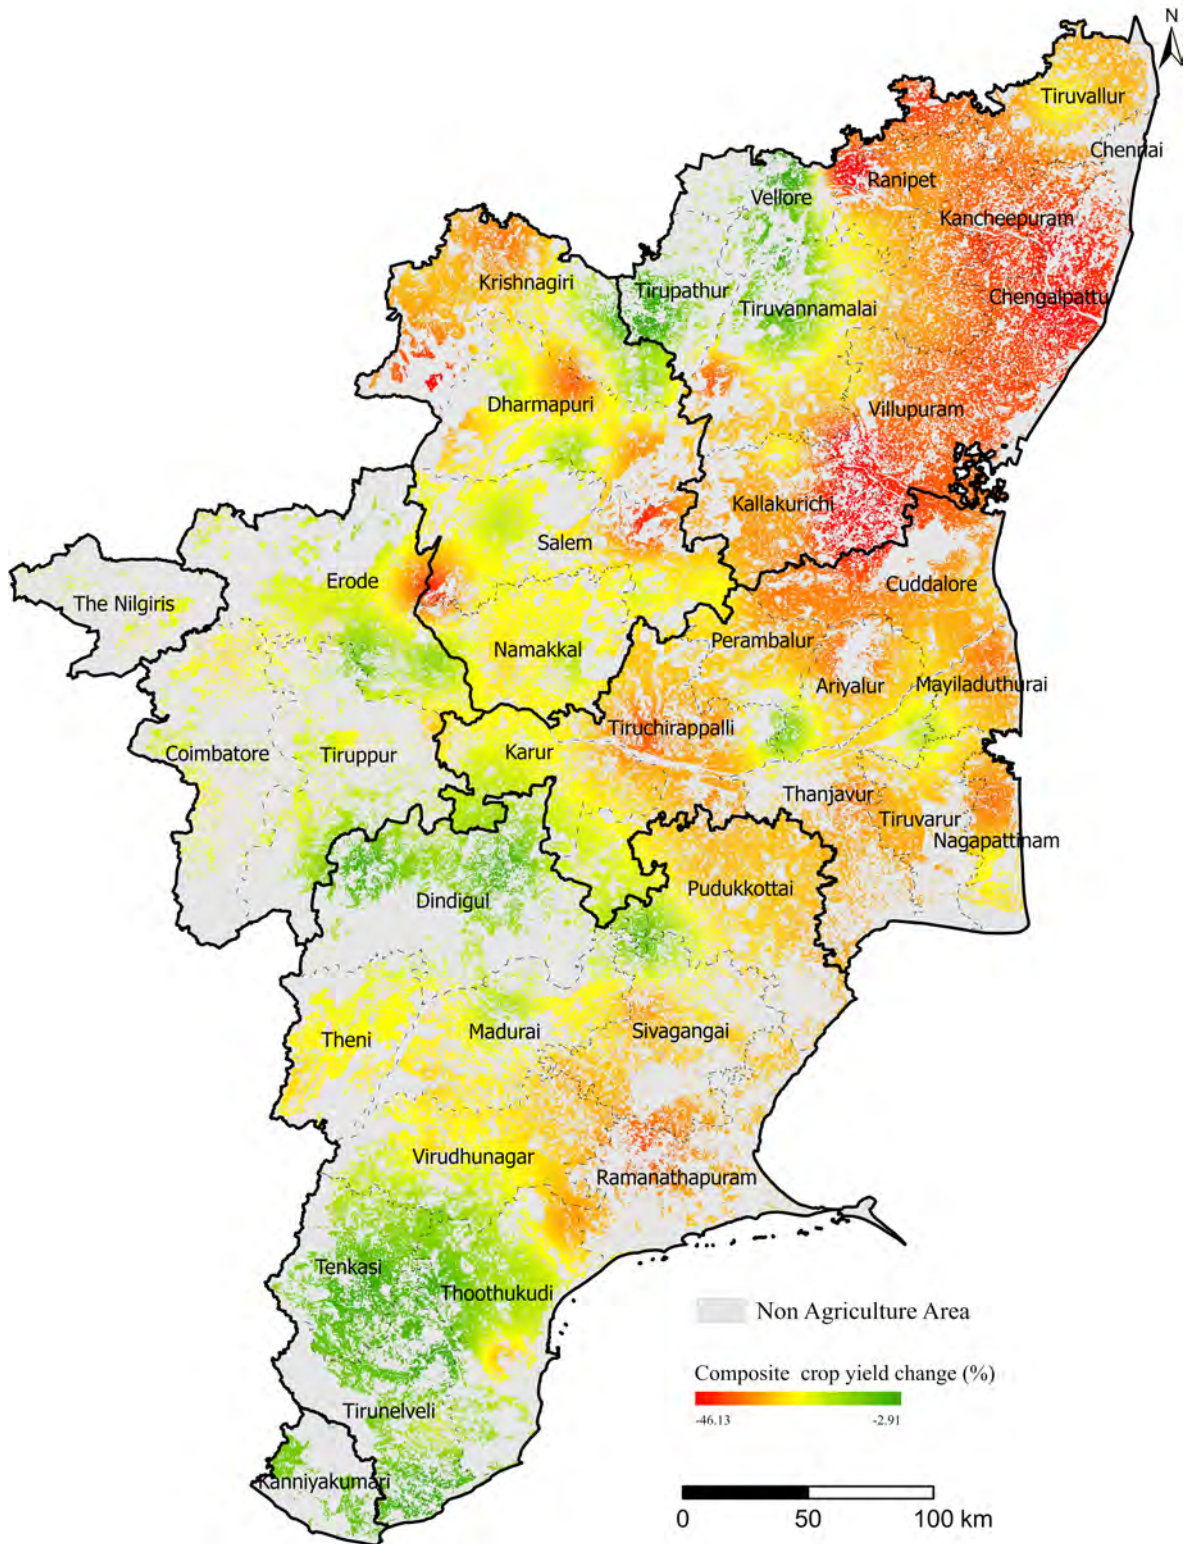 N
Tiruvallur
Chennai
Ranipet
Vellore
Kancheepuram
Krishnagiri
Tirupathur
Chengalpattu
Tiruvannamalai
Dharmapuri
Villupuram
Kallakurichi
Salem
Erode
Cuddalore
The Nilgiris
Perambalur
Namakkal
Ariyalur
Mayiladuthurai
Tiruchirappalli
Coimbatore
Tiruppur
Karur
Thanjavur
Tiruvarur
Nagapattinam
Pudukkottai
Dindigul
Theni
Madurai
Sivagangai
Virudhunagar
Ramanathapuram
Tenkasi
Thoothukudi
Non Agriculture Area
Composite crop yield change (%)
-46.13 -2.91
Tirunelveli
Kanniyakumari
0 50 100 km